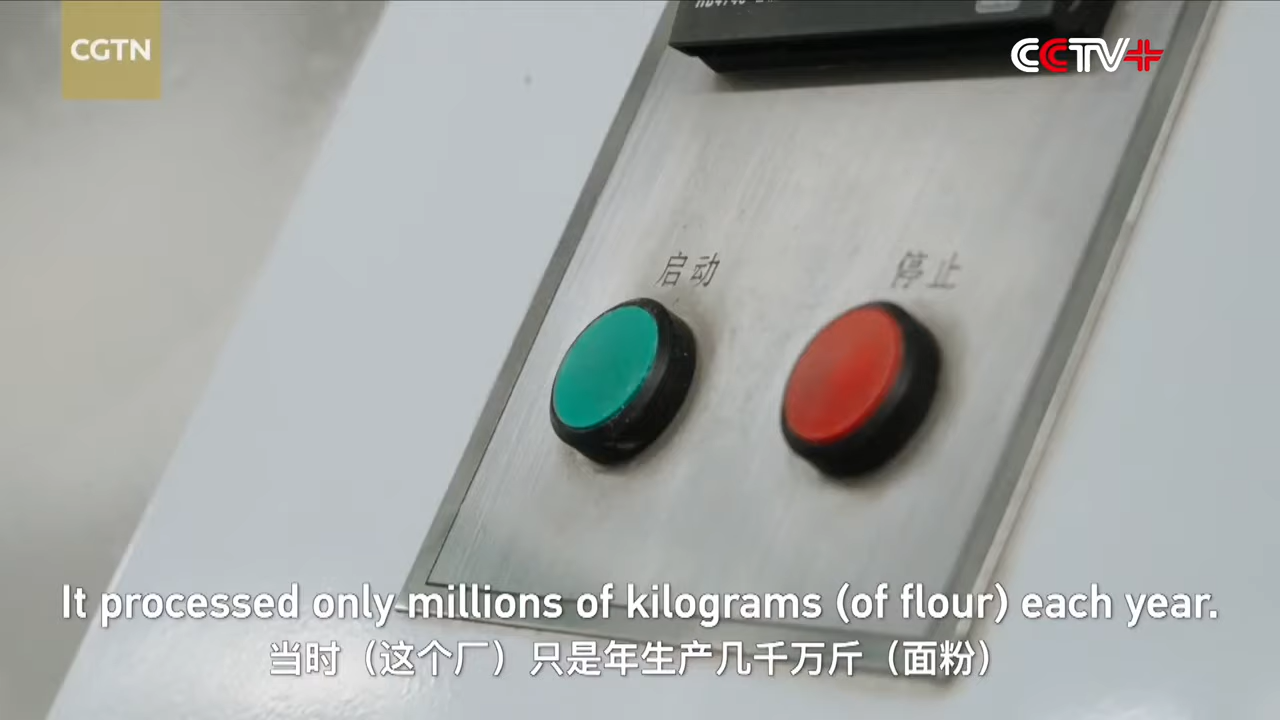 CGTN
CCTV+
启动
停止
It processed only millions of kilograms (of flour) each year.
当时（这个厂）只是年生产几千万斤（面粉）